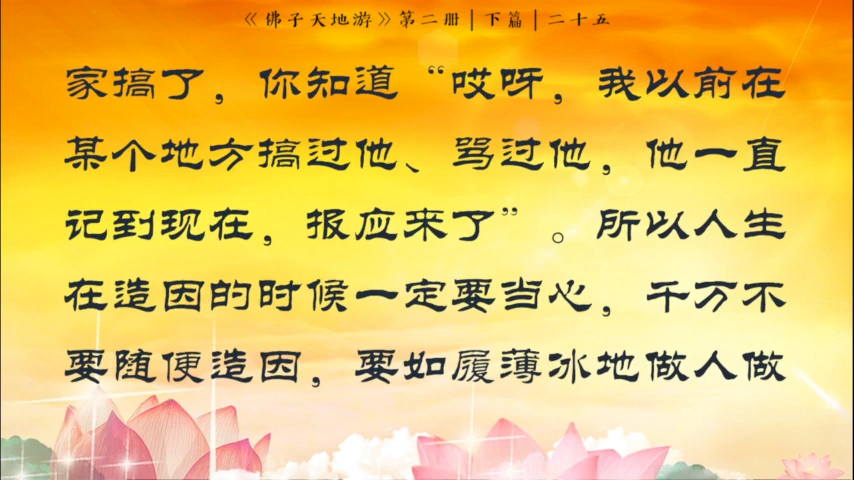 《佛子天地游》第二册|下篇|二十五
家搞了，你知道“哎呀，我以前在
某个地方搞过他、骂过他，他一直
记到现在，报应来了”。所以人生
在造因的时候一定要当心，千万不
要随便造因，要如履薄冰地做人做